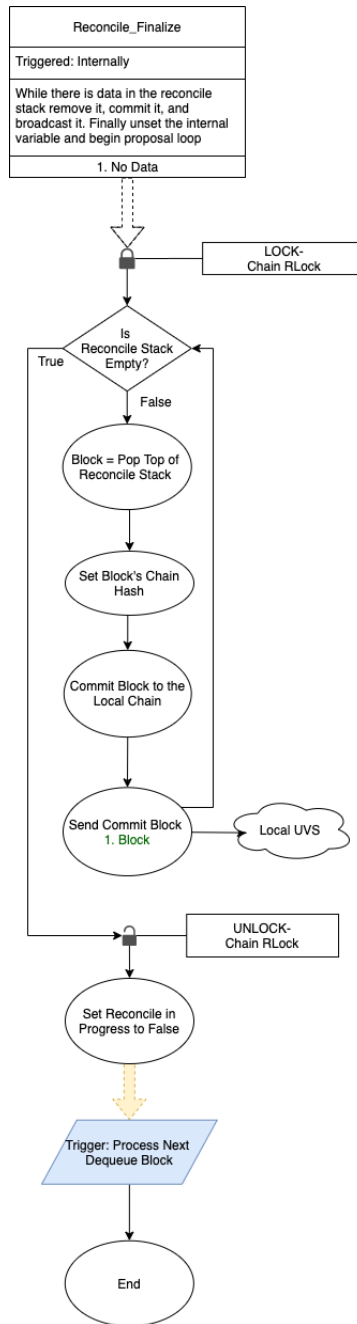 Reconcile_Finalize
Triggered: Internally
While there is data in the reconcile
stack remove it, commit it, and
broadcast it. Finally unset the internal
variable and begin proposal loop
1. No Data
LOCK-
Chain RLock
Is
Reconcile Stack
Empty?
True
False
Block = Pop Top of
Reconcile Stack
Set Block's Chain
Hash
Commit Block to the
Local Chain
Send Commit Block
1. Block
Local UVS
UNLOCK-
Chain RLock
Set Reconcile in
Progress to False
Trigger: Process Next
Dequeue Block
End